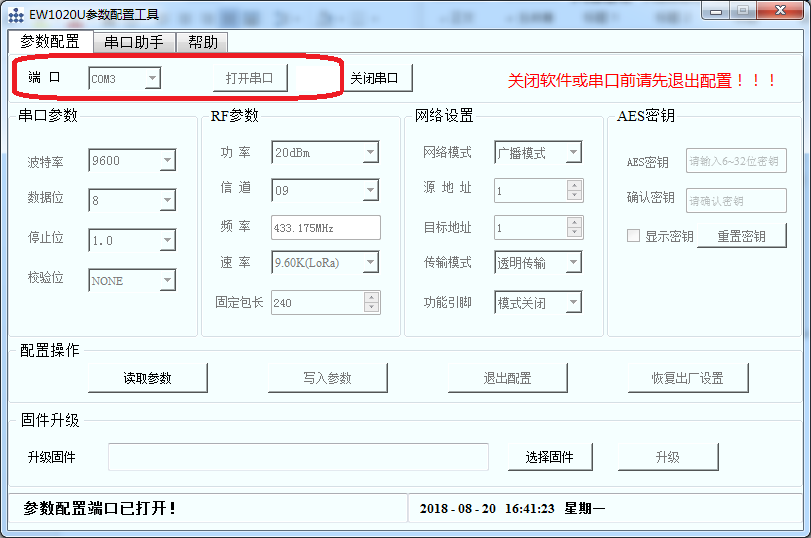 EW1020U参数配置工具
参数配置 串口助手 帮助
端 口 COM3 打开串口 关闭串口 关闭软件或串口前请先退出配置！！！
串口参数
波特率 9600
数据位 8
停止位 1.0
校验位 NONE
RF参数
功 率 20dBm
信 道 09
频 率 433.175MHz
速 率 9.60K(LoRa)
固定包长 240
网络设置
网络模式 广播模式
源 地 址 1
目标地址 1
传输模式 透明传输
功能引脚 模式关闭
AES密钥
AES密钥 请输入6~32位密钥
确认密钥 请确认密钥
显示密钥 重置密钥
配置操作
读取参数 写入参数 退出配置 恢复出厂设置
固件升级
升级固件 选择固件 升级
参数配置端口已打开！ 2018-08-20 16:41:23 星期一